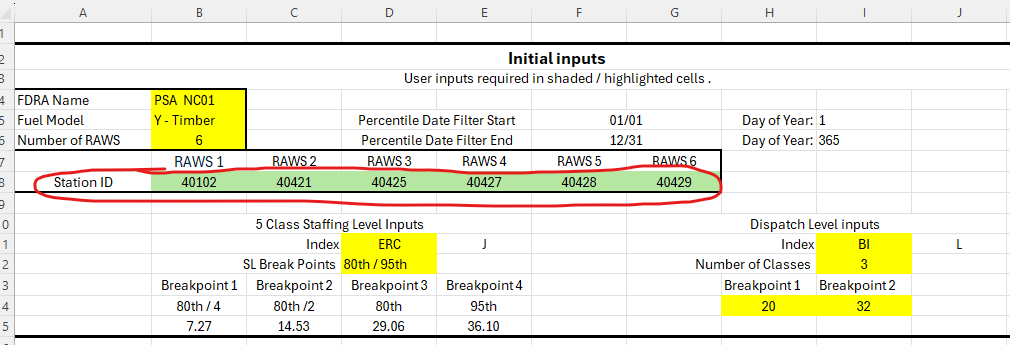 A B C D E F G H I J
1
2 Initial inputs
3 User inputs required in shaded / highlighted cells .
4 FDRA Name PSA NC01
5 Fuel Model Y - Timber Percentile Date Filter Start 01/01 Day of Year: 1
6 Number of RAWS 6 Percentile Date Filter End 12/31 Day of Year: 365
7 RAWS 1 RAWS 2 RAWS 3 RAWS 4 RAWS 5 RAWS 6
8 Station ID 40102 40421 40425 40427 40428 40429
9
0 5 Class Staffing Level Inputs Dispatch Level inputs
1 Index ERC J Index BI L
2 SL Break Points 80th / 95th Number of Classes 3
3 Breakpoint 1 Breakpoint 2 Breakpoint 3 Breakpoint 4 Breakpoint 1 Breakpoint 2
4 80th / 4 80th /2 80th 95th 20 32
5 7.27 14.53 29.06 36.10